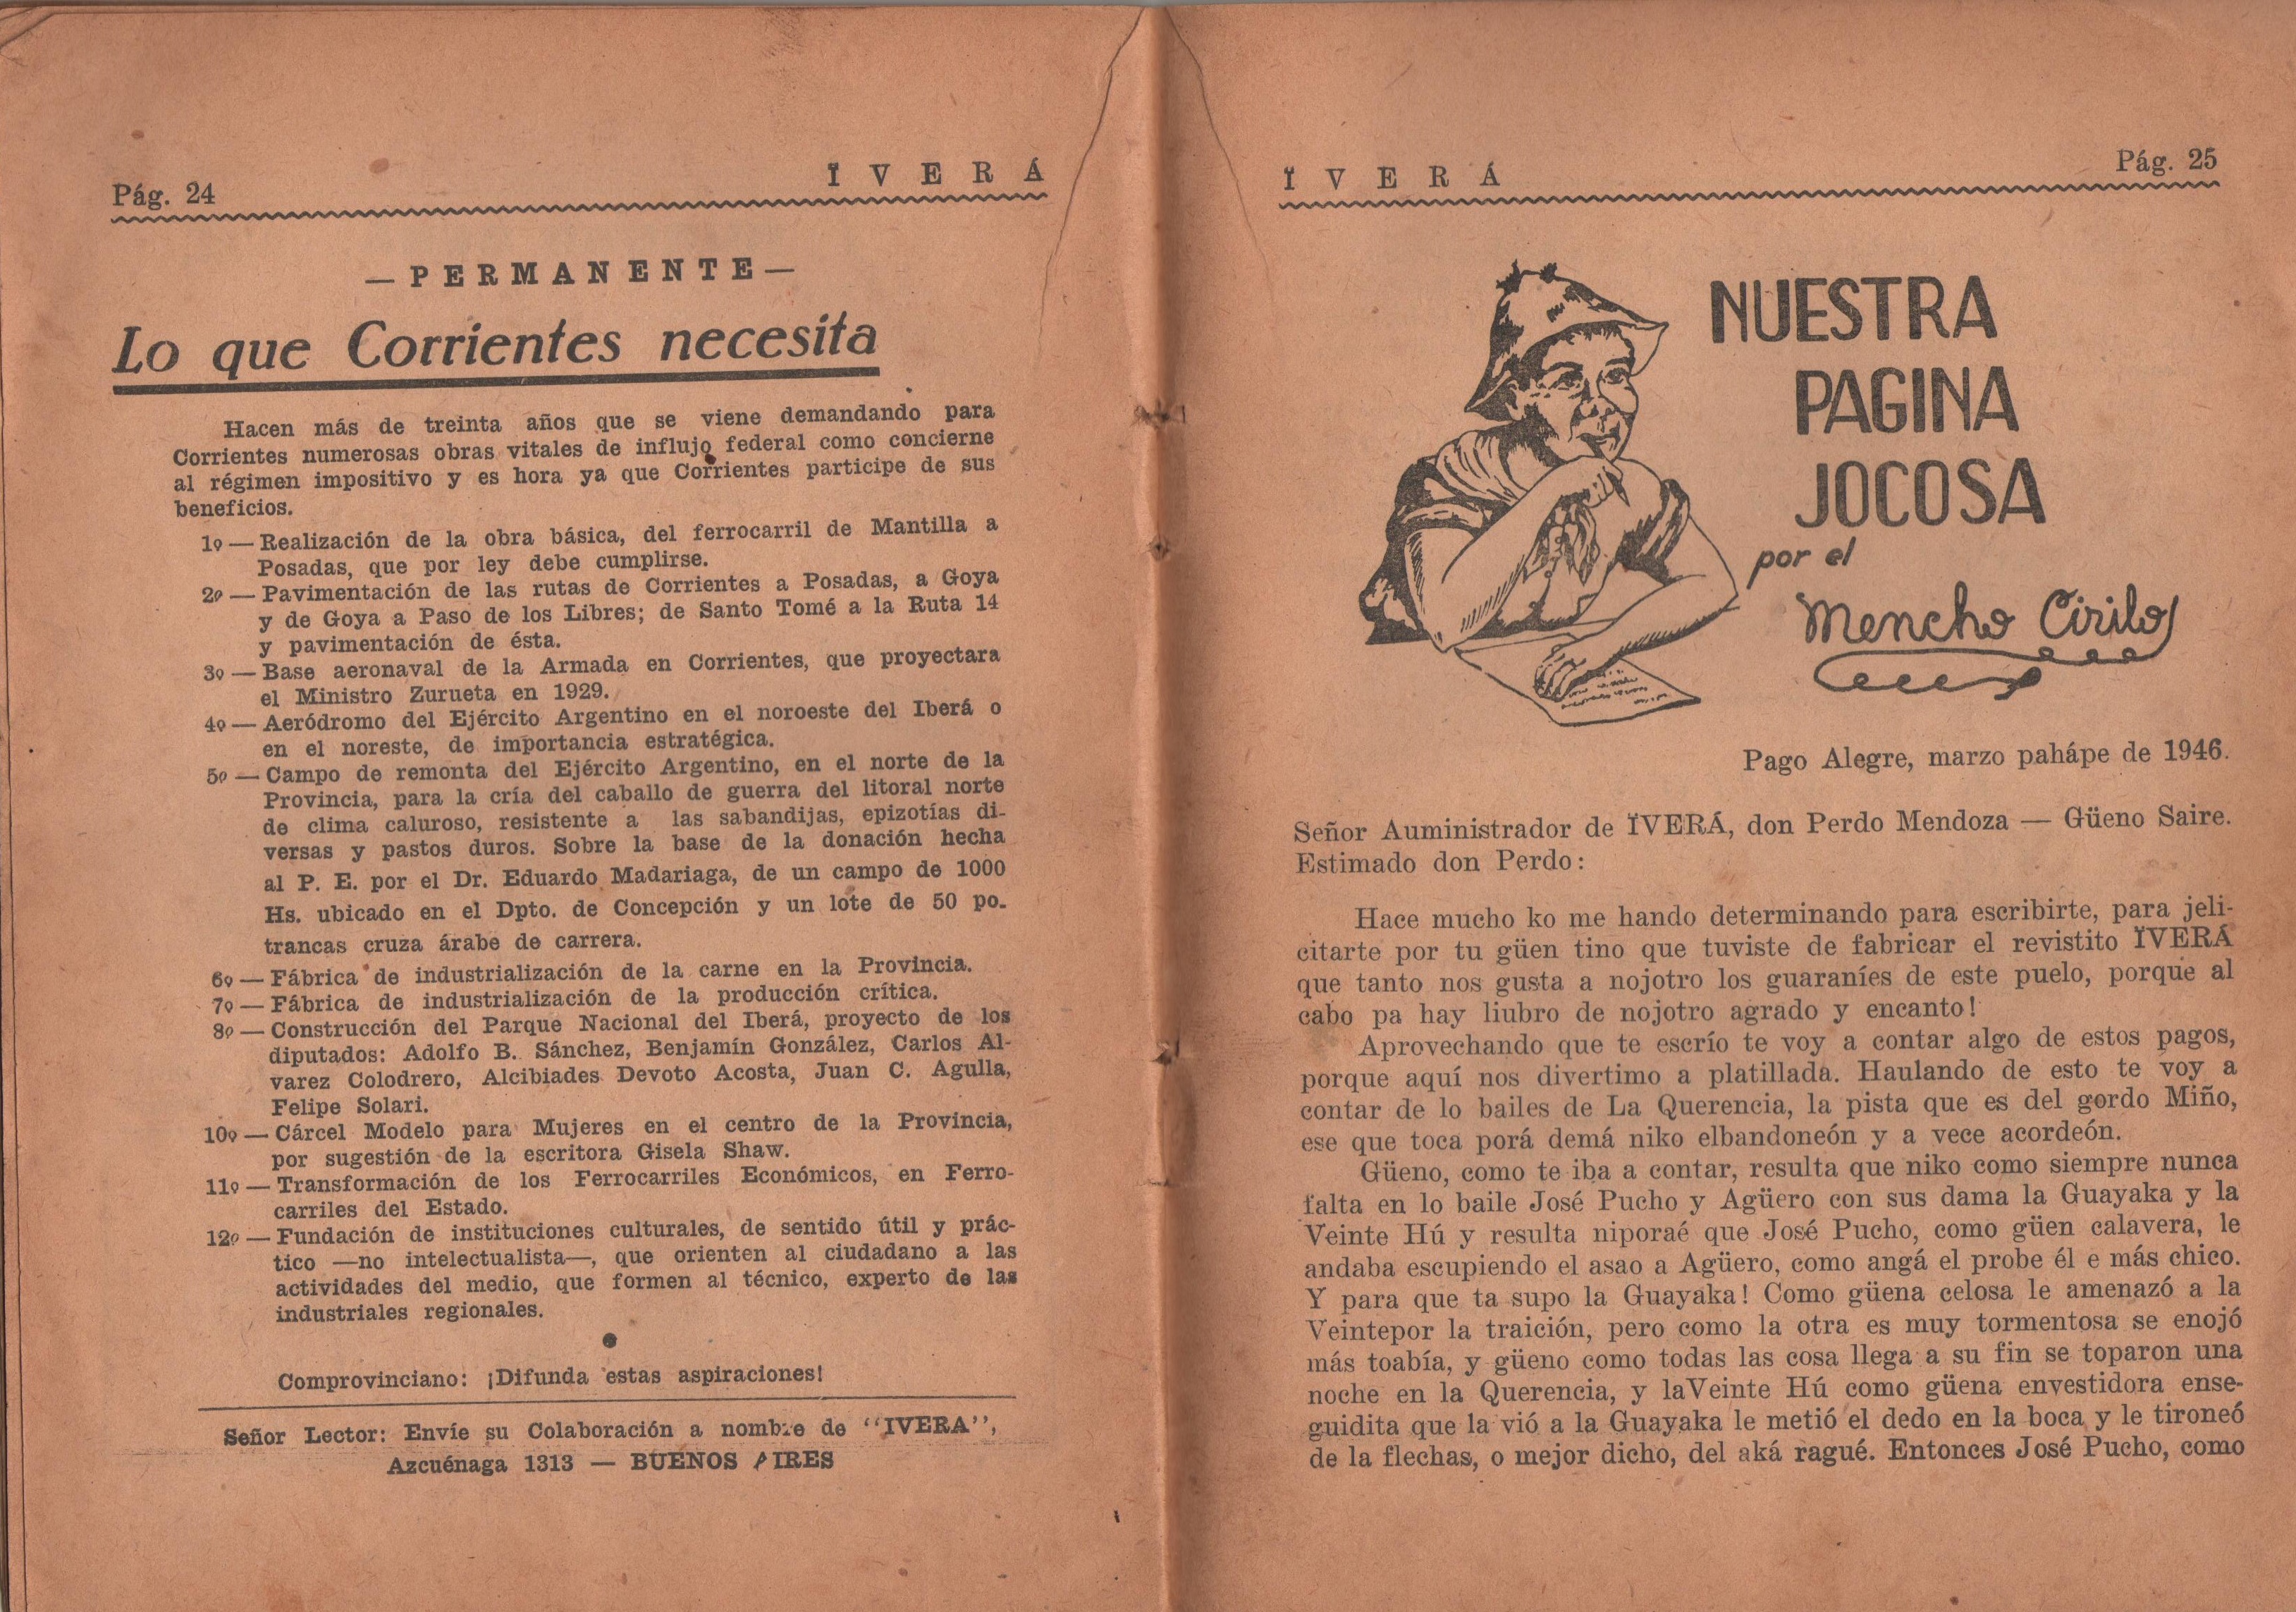 Pág. 24
Ï V E R Á
— P E R M A N E N T E —
Lo que Corrientes necesita
Hacen más de treinta años que se viene demandando para
Corrientes numerosas obras vitales de influjo federal como concierne
al régimen impositivo y es hora ya que Corrientes participe de sus
beneficios.
1º — Realización de la obra básica, del ferrocarril de Mantilla a
Posadas, que por ley debe cumplirse.
2º — Pavimentación de las rutas de Corrientes a Posadas, a Goya
y de Goya a Paso de los Libres; de Santo Tomé a la Ruta 14
y pavimentación de ésta.
3º — Base aeronaval de la Armada en Corrientes, que proyectara
el Ministro Zurueta en 1929.
4º — Aeródromo del Ejército Argentino en el noroeste del Iberá o
en el noreste, de importancia estratégica.
5º — Campo de remonta del Ejército Argentino, en el norte de la
Provincia, para la cría del caballo de guerra del litoral norte
de clima caluroso, resistente a las sabandijas, epizotías di-
versas y pastos duros. Sobre la base de la donación hecha
al P. E. por el Dr. Eduardo Madariaga, de un campo de 1000
Hs. ubicado en el Dpto. de Concepción y un lote de 50 po-
trancas cruza árabe de carrera.
6º — Fábrica de industrialización de la carne en la Provincia.
7º — Fábrica de industrialización de la producción crítica.
8º — Construcción del Parque Nacional del Iberá, proyecto de los
diputados: Adolfo B. Sánchez, Benjamín González, Carlos Al-
varez Colodrero, Alcibiades Devoto Acosta, Juan C. Agulla,
Felipe Solari.
10º — Cárcel Modelo para Mujeres en el centro de la Provincia,
por sugestión de la escritora Gisela Shaw.
11º — Transformación de los Ferrocarriles Económicos, en Ferro-
carriles del Estado.
12º — Fundación de instituciones culturales, de sentido útil y prác-
tico —no intelectualista—, que orienten al ciudadano a las
actividades del medio, que formen al técnico, experto de las
industriales regionales.
Comprovinciano: ¡Difunda estas aspiraciones!
Señor Lector: Envíe su Colaboración a nombre de "IVERA",
Azcuénaga 1313 — BUENOS AIRES
Ï V E R Á
Pág. 25
NUESTRA
PAGINA
JOCOSA
por el
Mencho Cirilo
Pago Alegre, marzo pahápe de 1946.
Señor Auministrador de ÏVERÁ, don Perdo Mendoza — Güeno Saire.
Estimado don Perdo:
Hace mucho ko me hando determinando para escribirte, para jeli-
citarte por tu güen tino que tuviste de fabricar el revistito ÏVERÁ
que tanto nos gusta a nojotro los guaraníes de este puelo, porque al
cabo pa hay liubro de nojotro agrado y encanto!
Aprovechando que te escrío te voy a contar algo de estos pagos,
porque aquí nos divertimo a platillada. Haulando de esto te voy a
contar de lo bailes de La Querencia, la pista que es del gordo Miño,
ese que toca porá demá niko elbandoneón y a vece acordeón.
Güeno, como te iba a contar, resulta que niko como siempre nunca
falta en lo baile José Pucho y Agüero con sus dama la Guayaka y la
Veinte Hú y resulta niporaé que José Pucho, como güen calavera, le
andaba escupiendo el asao a Agüero, como angá el probe él e más chico.
Y para que ta supo la Guayaka! Como güena celosa le amenazó a la
Veintepor la traición, pero como la otra es muy tormentosa se enojó
más toabía, y güeno como todas las cosa llega a su fin se toparon una
noche en la Querencia, y laVeinte Hú como güena envestidora ense-
guidita que la vió a la Guayaka le metió el dedo en la boca y le tironeó
de la flechas, o mejor dicho, del aká ragué. Entonces José Pucho, como